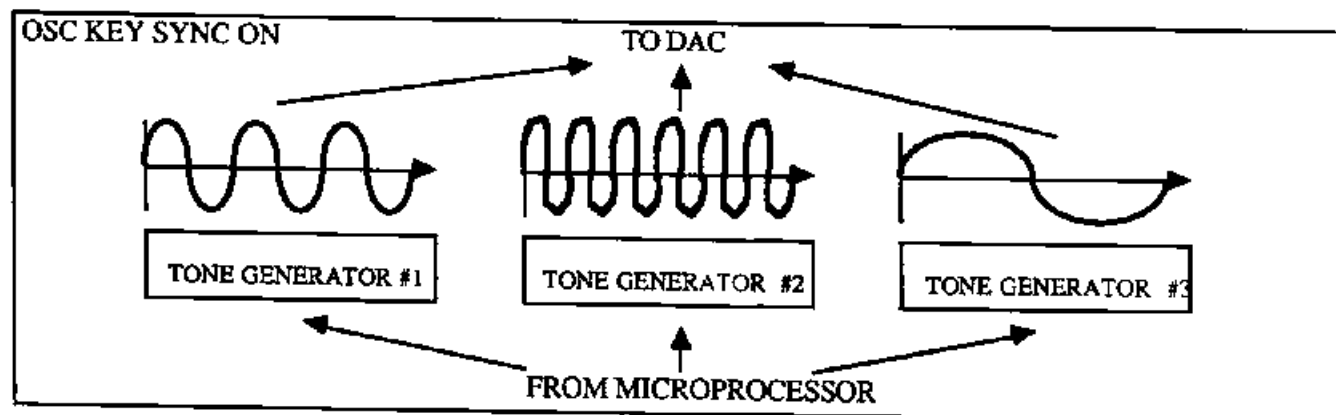 OSC KEY SYNC ON
TO DAC
TONE GENERATOR #1
TONE GENERATOR #2
TONE GENERATOR #3
FROM MICROPROCESSOR